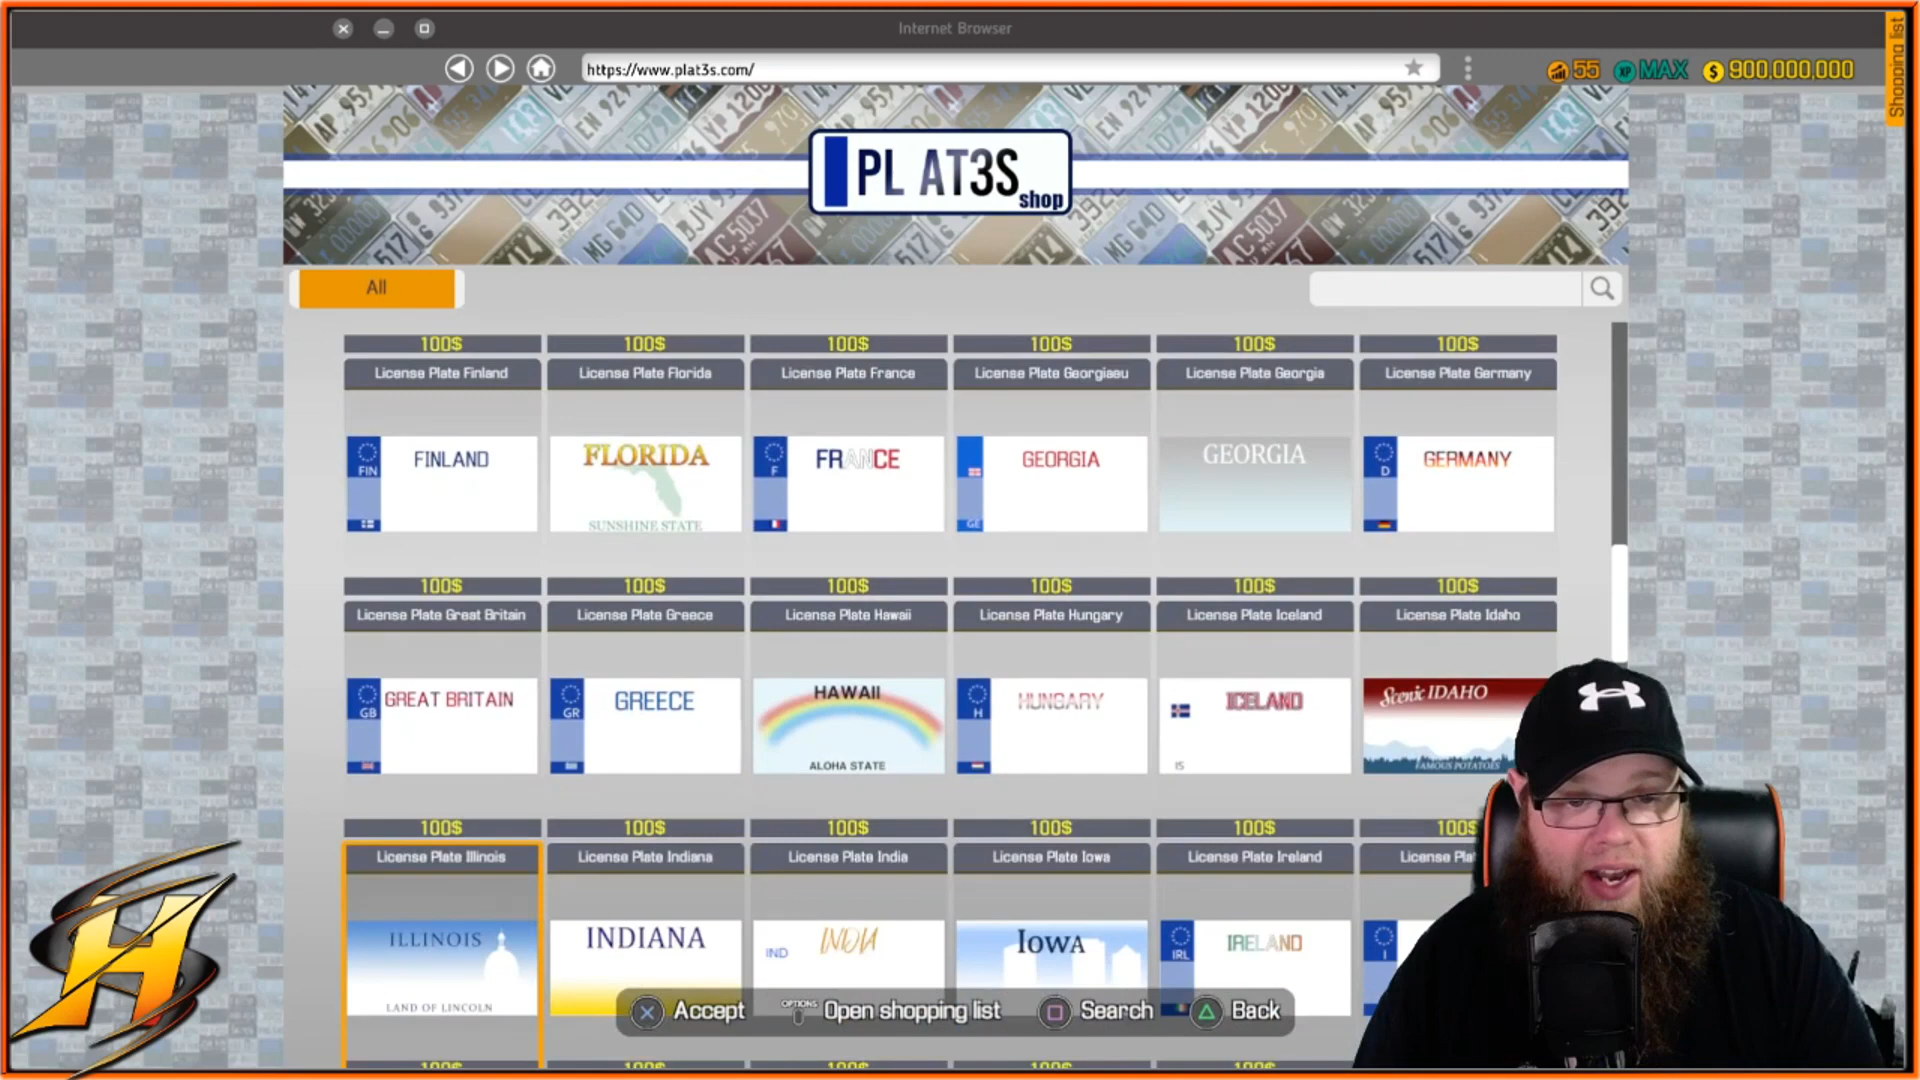 Internet Browser
https://www.plat3s.com/
55 XP MAX $ 900,000,000
Shopping list
PL AT3S
shop
All
100$ 100$ 100$ 100$ 100$ 100$
License Plate Finland License Plate Florida License Plate France License Plate Georgiaeu License Plate Georgia License Plate Germany
FIN FINLAND
FLORIDA
SUNSHINE STATE
F FRANCE
GEORGIA
GE
GEORGIA
D GERMANY
100$ 100$ 100$ 100$ 100$ 100$
License Plate Great Britain License Plate Greece License Plate Hawaii License Plate Hungary License Plate Iceland License Plate Idaho
GB GREAT BRITAIN
GR GREECE
HAWAII
ALOHA STATE
H HUNGARY
ICELAND
IS
Scenic IDAHO
FAMOUS POTATOES
100$ 100$ 100$ 100$ 100$ 100$
License Plate Illinois License Plate Indiana License Plate India License Plate Iowa License Plate Ireland License
ILLINOIS
LAND OF LINCOLN
INDIANA
IND INDIA
IOWA
IRL IRELAND
I
Accept OPTIONS Open shopping list Search Back
H